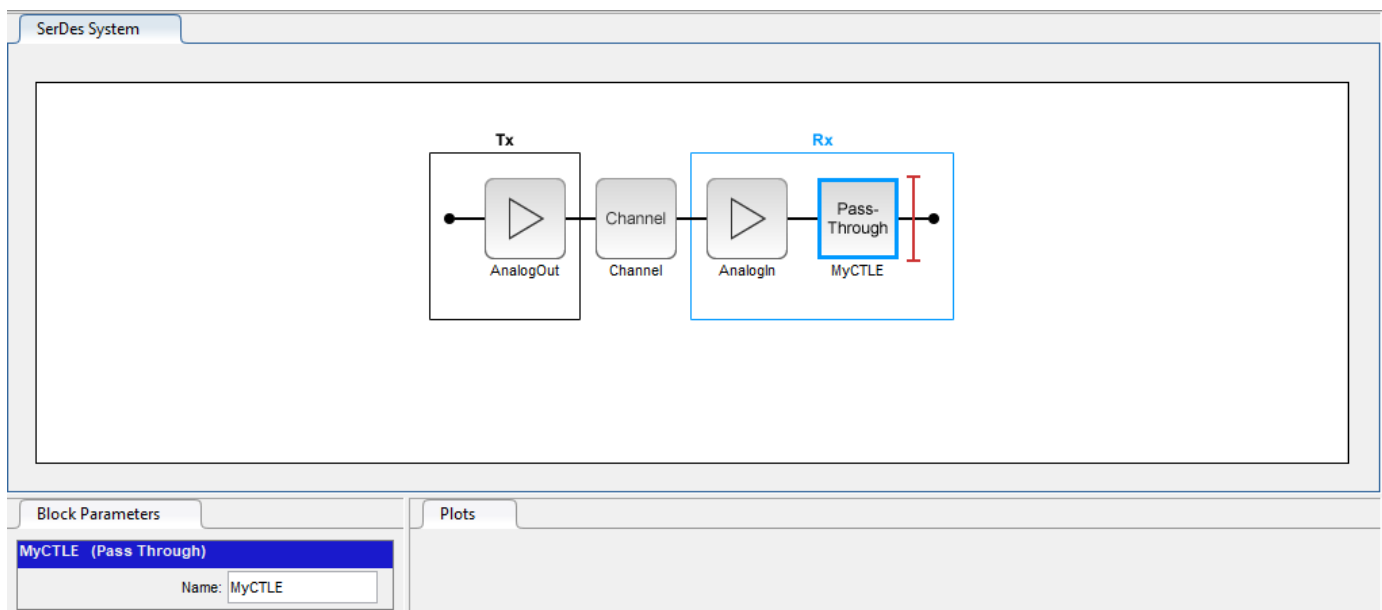 SerDes System
Tx
Rx
Channel
Pass-
Through
AnalogOut
Channel
AnalogIn
MyCTLE
Block Parameters
Plots
MyCTLE (Pass Through)
Name: MyCTLE